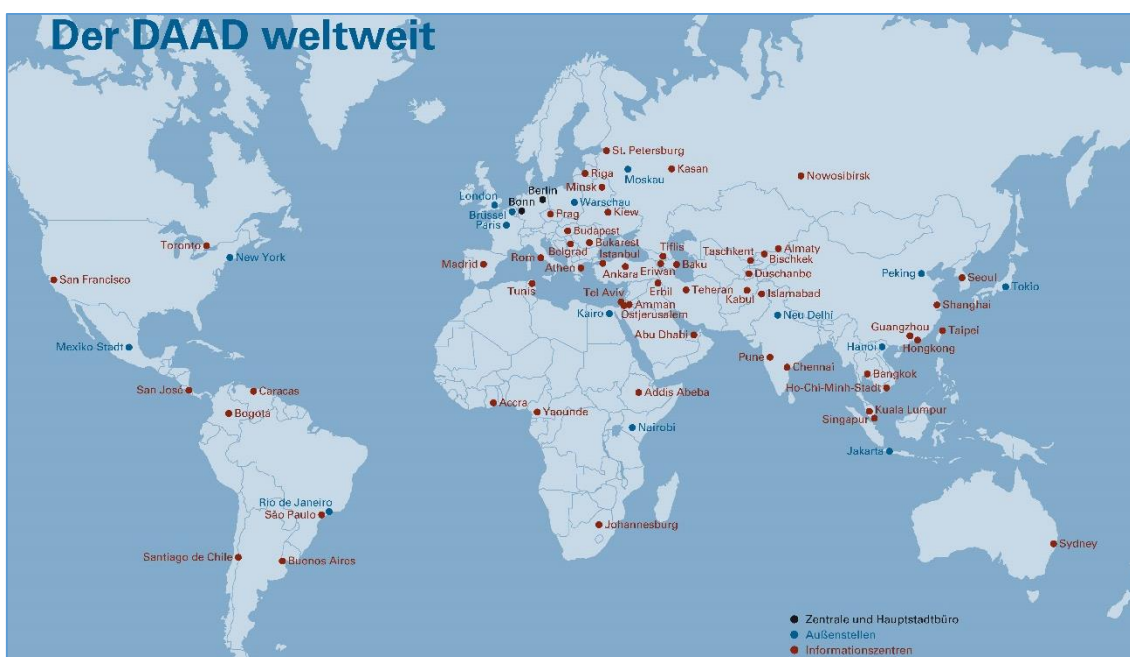 Der DAAD weltweit
St. Petersburg
Riga
Moskau
Kasan
Nowosibirsk
Minsk
Berlin
London
Bonn
Warschau
Brüssel
Prag
Kiew
Paris
Budapest
Toronto
New York
Belgrad
Bukarest
Rom
Istanbul
Tiflis
Taschkent
Almaty
Bischkek
Madrid
Athen
Ankara
Eriwan
Baku
Duschanbe
Peking
Seoul
San Francisco
Tunis
Tel Aviv
Erbil
Teheran
Kabul
Islamabad
Tokio
Amman
Ostjerusalem
Shanghai
Kairo
Neu Delhi
Abu Dhabi
Guangzhou
Taipei
Mexiko-Stadt
Hanoi
Hongkong
Pune
Chennai
Bangkok
San José
Caracas
Addis Abeba
Ho-Chi-Minh-Stadt
Bogotá
Accra
Yaounde
Kuala Lumpur
Singapur
Nairobi
Jakarta
Rio de Janeiro
São Paulo
Johannesburg
Sydney
Santiago de Chile
Buenos Aires
Zentrale und Hauptstadtbüro
Außenstellen
Informationszentren